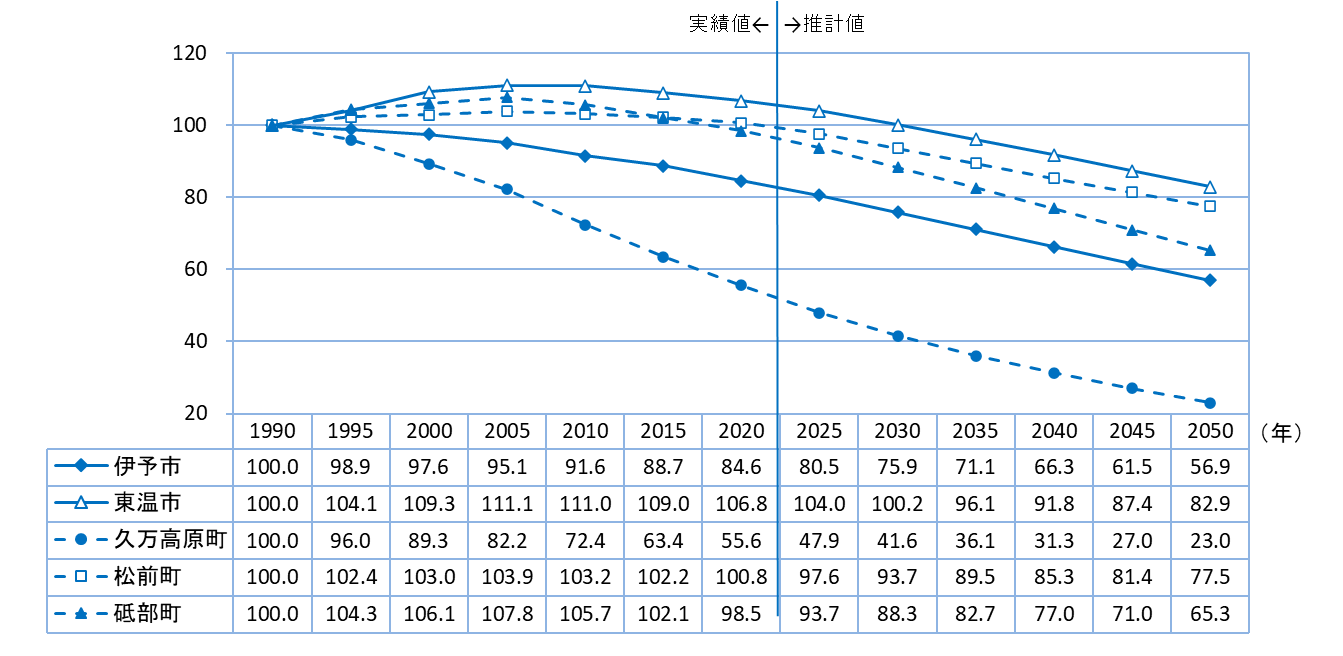 実績値← →推計値
120
100
80
60
40
20
1990 1995 2000 2005 2010 2015 2020 2025 2030 2035 2040 2045 2050 （年）
伊予市 100.0 98.9 97.6 95.1 91.6 88.7 84.6 80.5 75.9 71.1 66.3 61.5 56.9
東温市 100.0 104.1 109.3 111.1 111.0 109.0 106.8 104.0 100.2 96.1 91.8 87.4 82.9
久万高原町 100.0 96.0 89.3 82.2 72.4 63.4 55.6 47.9 41.6 36.1 31.3 27.0 23.0
松前町 100.0 102.4 103.0 103.9 103.2 102.2 100.8 97.6 93.7 89.5 85.3 81.4 77.5
砥部町 100.0 104.3 106.1 107.8 105.7 102.1 98.5 93.7 88.3 82.7 77.0 71.0 65.3